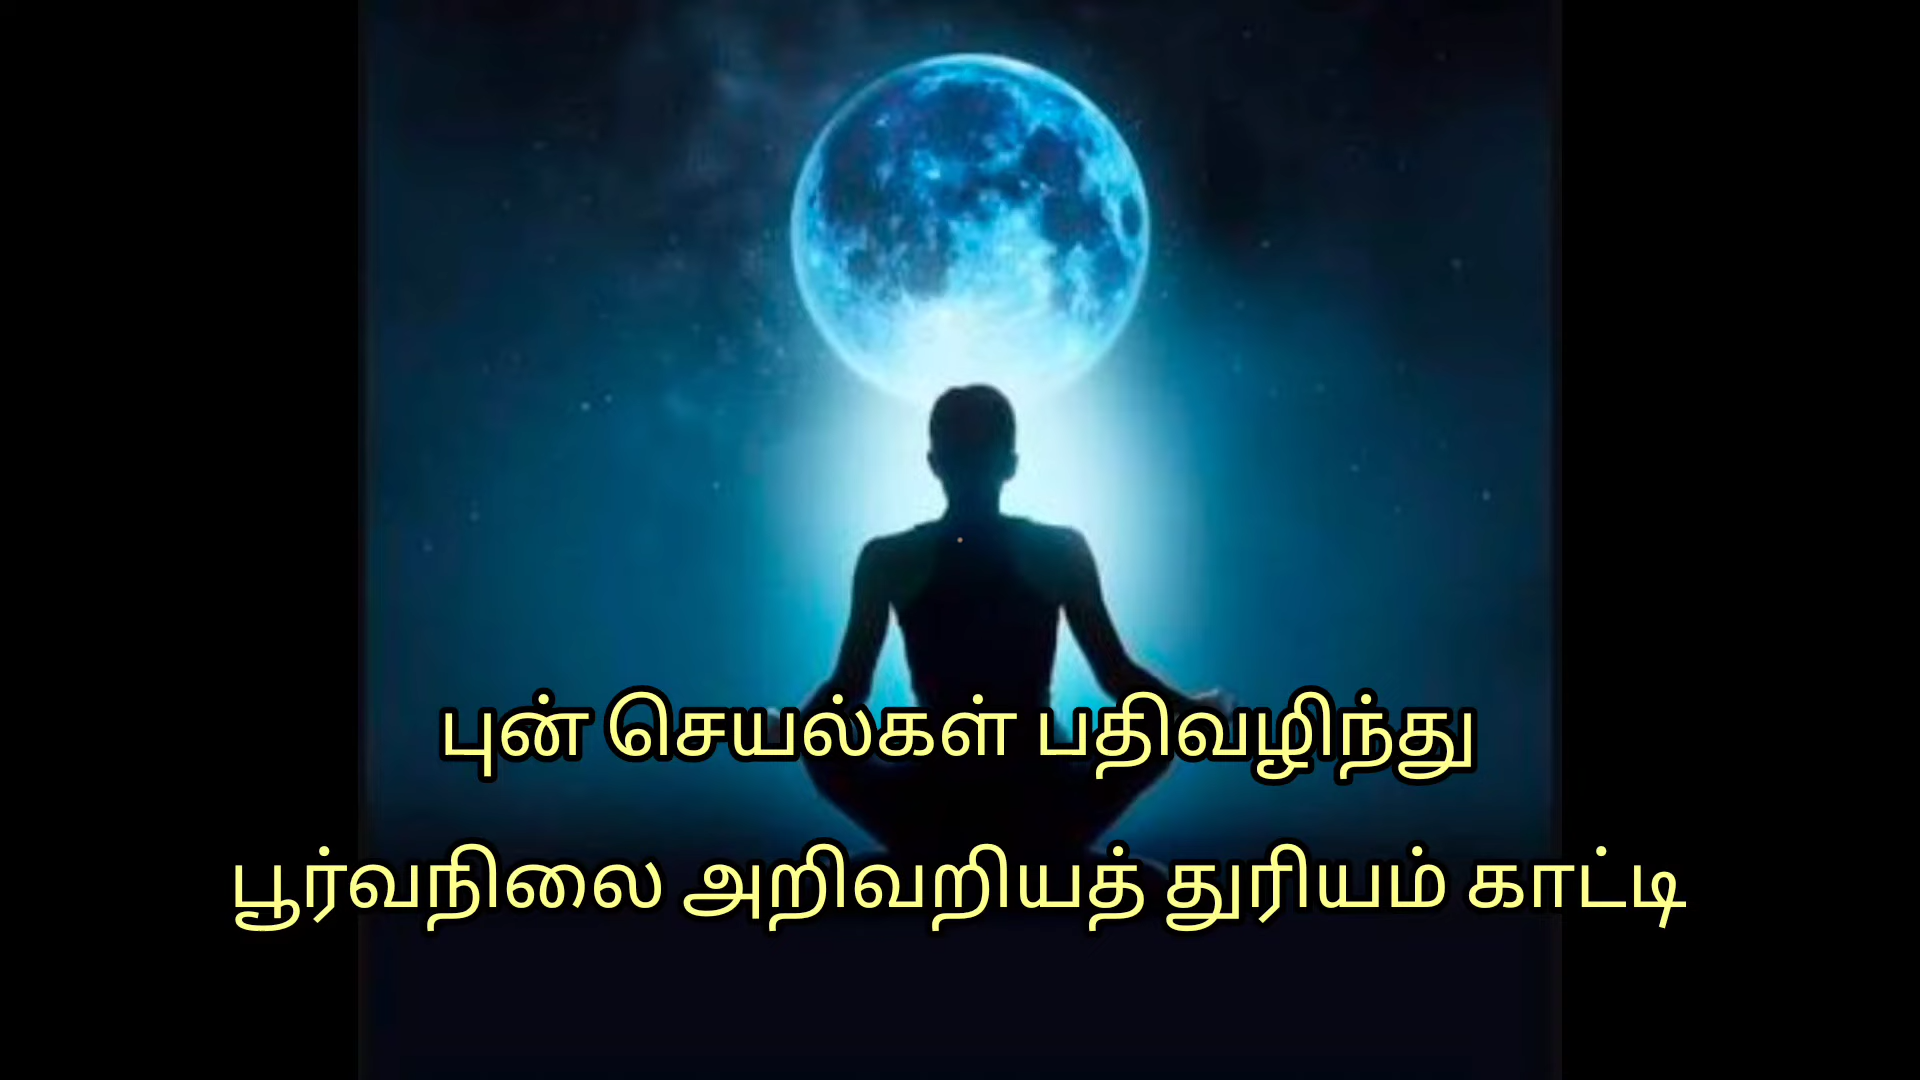 புன் செயல்கள் பதிவழிந்து
பூர்வநிலை அறிவறியத் துரியம் காட்டி